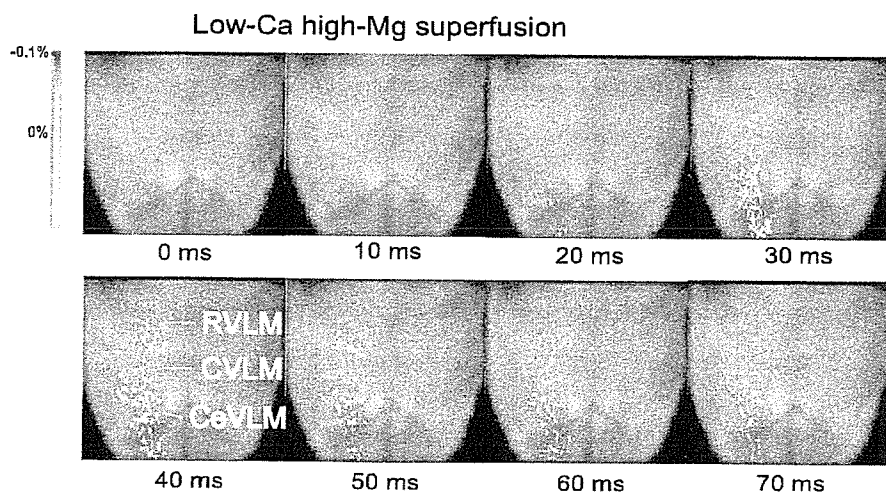 Low-Ca high-Mg superfusion
-0.1%
0%
0 ms
10 ms
20 ms
30 ms
RVLM
CVLM
CeVLM
40 ms
50 ms
60 ms
70 ms